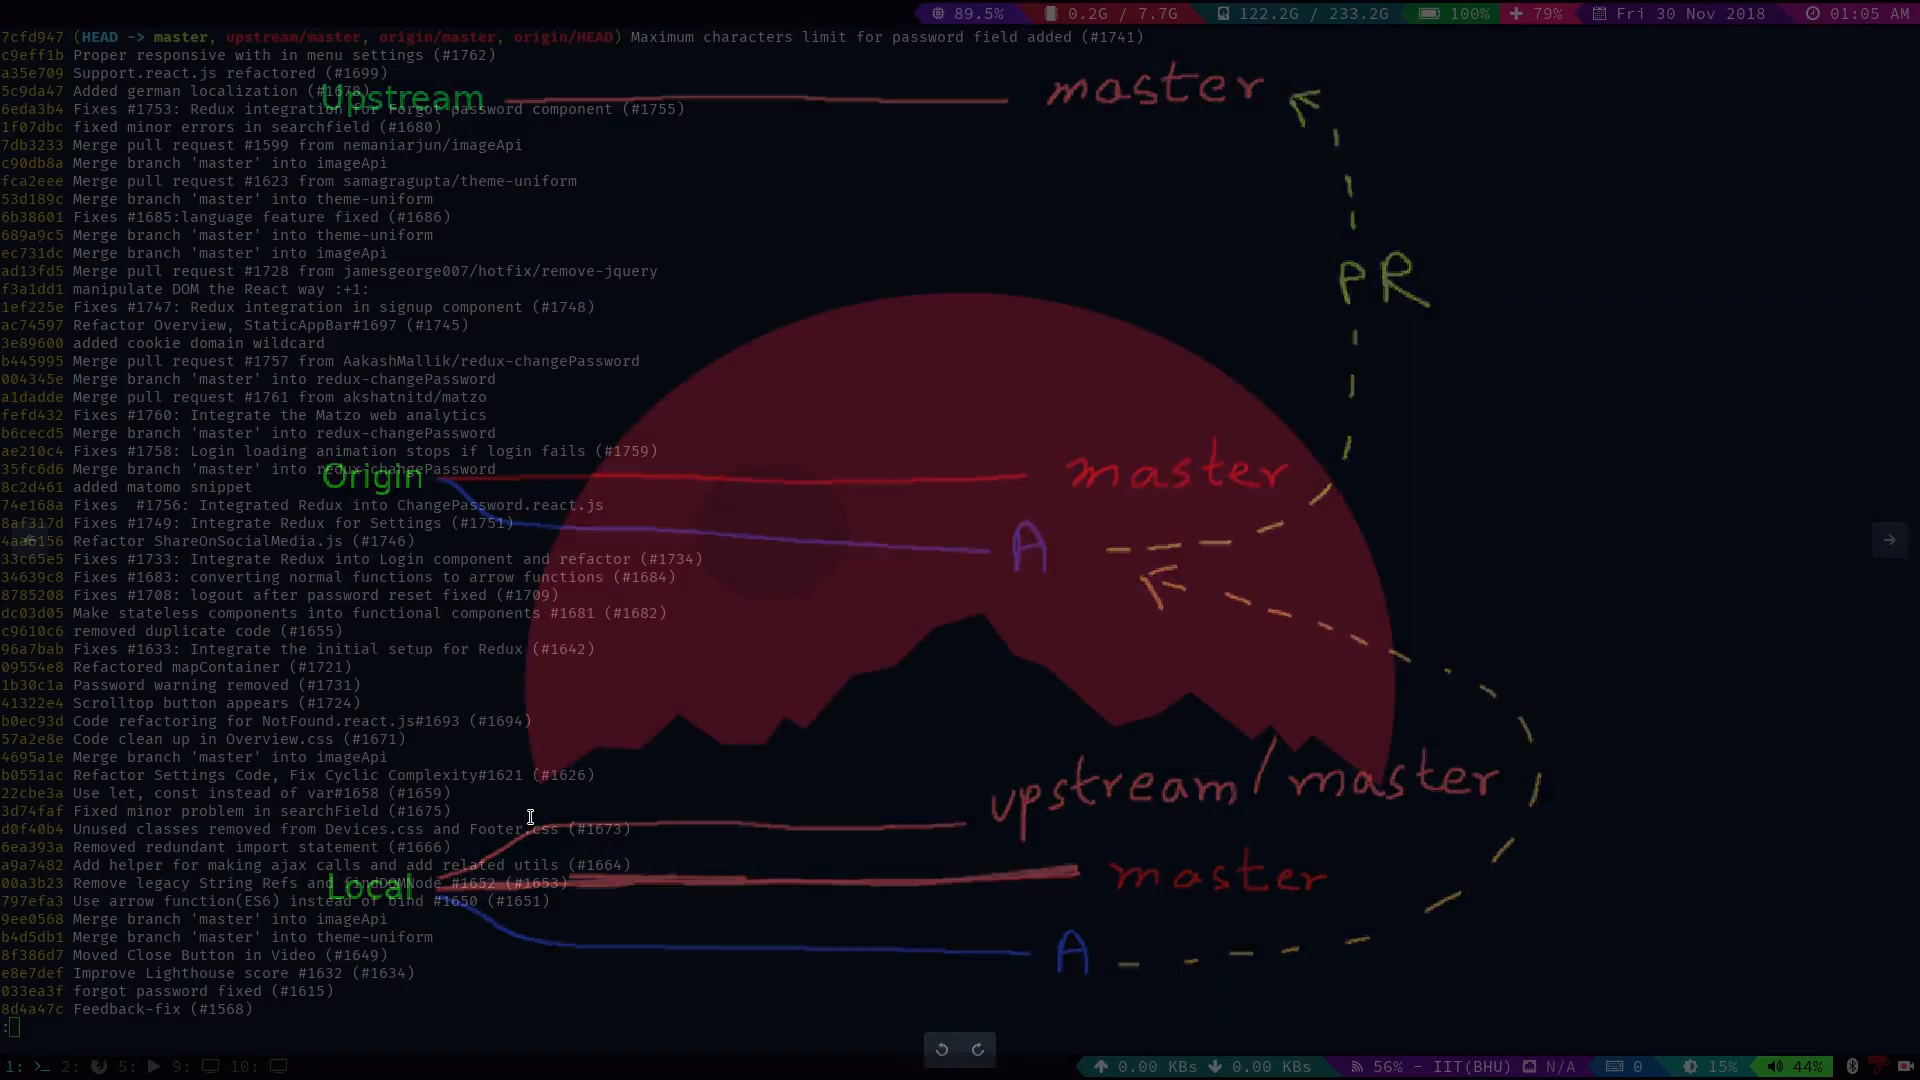 89.5% 0.2G / 7.7G 122.2G / 233.2G 100% 79% Fri 30 Nov 2018 01:05 AM
7cfd947 (HEAD -> master, upstream/master, origin/master, origin/HEAD) Maximum characters limit for password field added (#1741)
c9eff1b Proper responsive with in menu settings (#1762)
a35e709 Support.react.js refactored (#1699)
5c9da47 Added german localization (#1678)
Upstream
master
6eda3b4 Fixes #1753: Redux integration for Forgot password component (#1755)
1f07dbc fixed minor errors in searchfield (#1680)
7db3233 Merge pull request #1599 from nemaniarjun/imageApi
c90db8a Merge branch 'master' into imageApi
fca2eee Merge pull request #1623 from samagragupta/theme-uniform
53d189c Merge branch 'master' into theme-uniform
6b38601 Fixes #1685:language feature fixed (#1686)
689a9c5 Merge branch 'master' into theme-uniform
ec731dc Merge branch 'master' into imageApi
ad13fd5 Merge pull request #1728 from jamesgeorge007/hotfix/remove-jquery
PR
f3a1dd1 manipulate DOM the React way :+1:
1ef225e Fixes #1747: Redux integration in signup component (#1748)
ac74597 Refactor Overview, StaticAppBar#1697 (#1745)
3e89600 added cookie domain wildcard
b445995 Merge pull request #1757 from AakashMallik/redux-changePassword
004345e Merge branch 'master' into redux-changePassword
a1dadde Merge pull request #1761 from akshatnitd/matzo
fefd432 Fixes #1760: Integrate the Matzo web analytics
b6cecd5 Merge branch 'master' into redux-changePassword
ae210c4 Fixes #1758: Login loading animation stops if login fails (#1759)
35fc6d6 Merge branch 'master' into redux-changePassword
Origin
master
8c2d461 added matomo snippet
74e168a Fixes  #1756: Integrated Redux into ChangePassword.react.js
8af317d Fixes #1749: Integrate Redux for Settings (#1751)
4aa6156 Refactor ShareOnSocialMedia.js (#1746)
A
33c65e5 Fixes #1733: Integrate Redux into Login component and refactor (#1734)
34639c8 Fixes #1683: converting normal functions to arrow functions (#1684)
8785208 Fixes #1708: logout after password reset fixed (#1709)
dc03d05 Make stateless components into functional components #1681 (#1682)
c9610c6 removed duplicate code (#1655)
96a7bab Fixes #1633: Integrate the initial setup for Redux (#1642)
09554e8 Refactored mapContainer (#1721)
1b30c1a Password warning removed (#1731)
41322e4 Scrolltop button appears (#1724)
b0ec93d Code refactoring for NotFound.react.js#1693 (#1694)
57a2e8e Code clean up in Overview.css (#1671)
4695a1e Merge branch 'master' into imageApi
b0551ac Refactor Settings Code, Fix Cyclic Complexity#1621 (#1626)
upstream/master
22cbe3a Use let, const instead of var#1658 (#1659)
3d74faf Fixed minor problem in searchField (#1675)
d0f40b4 Unused classes removed from Devices.css and Footer.css (#1673)
6ea393a Removed redundant import statement (#1666)
a9a7482 Add helper for making ajax calls and add related utils (#1664)
00a3b23 Remove legacy String Refs and findDOMNode #1652 (#1653)
Local
master
797efa3 Use arrow function(ES6) instead of bind #1650 (#1651)
9ee0568 Merge branch 'master' into imageApi
b4d5db1 Merge branch 'master' into theme-uniform
8f386d7 Moved Close Button in Video (#1649)
A
e8e7def Improve Lighthouse score #1632 (#1634)
033ea3f forgot password fixed (#1615)
8d4a47c Feedback-fix (#1568)
:
1: 2: 5: 9: 10: 0.00 KBs 0.00 KBs 56% - IIT(BHU) N/A 0 15% 44%